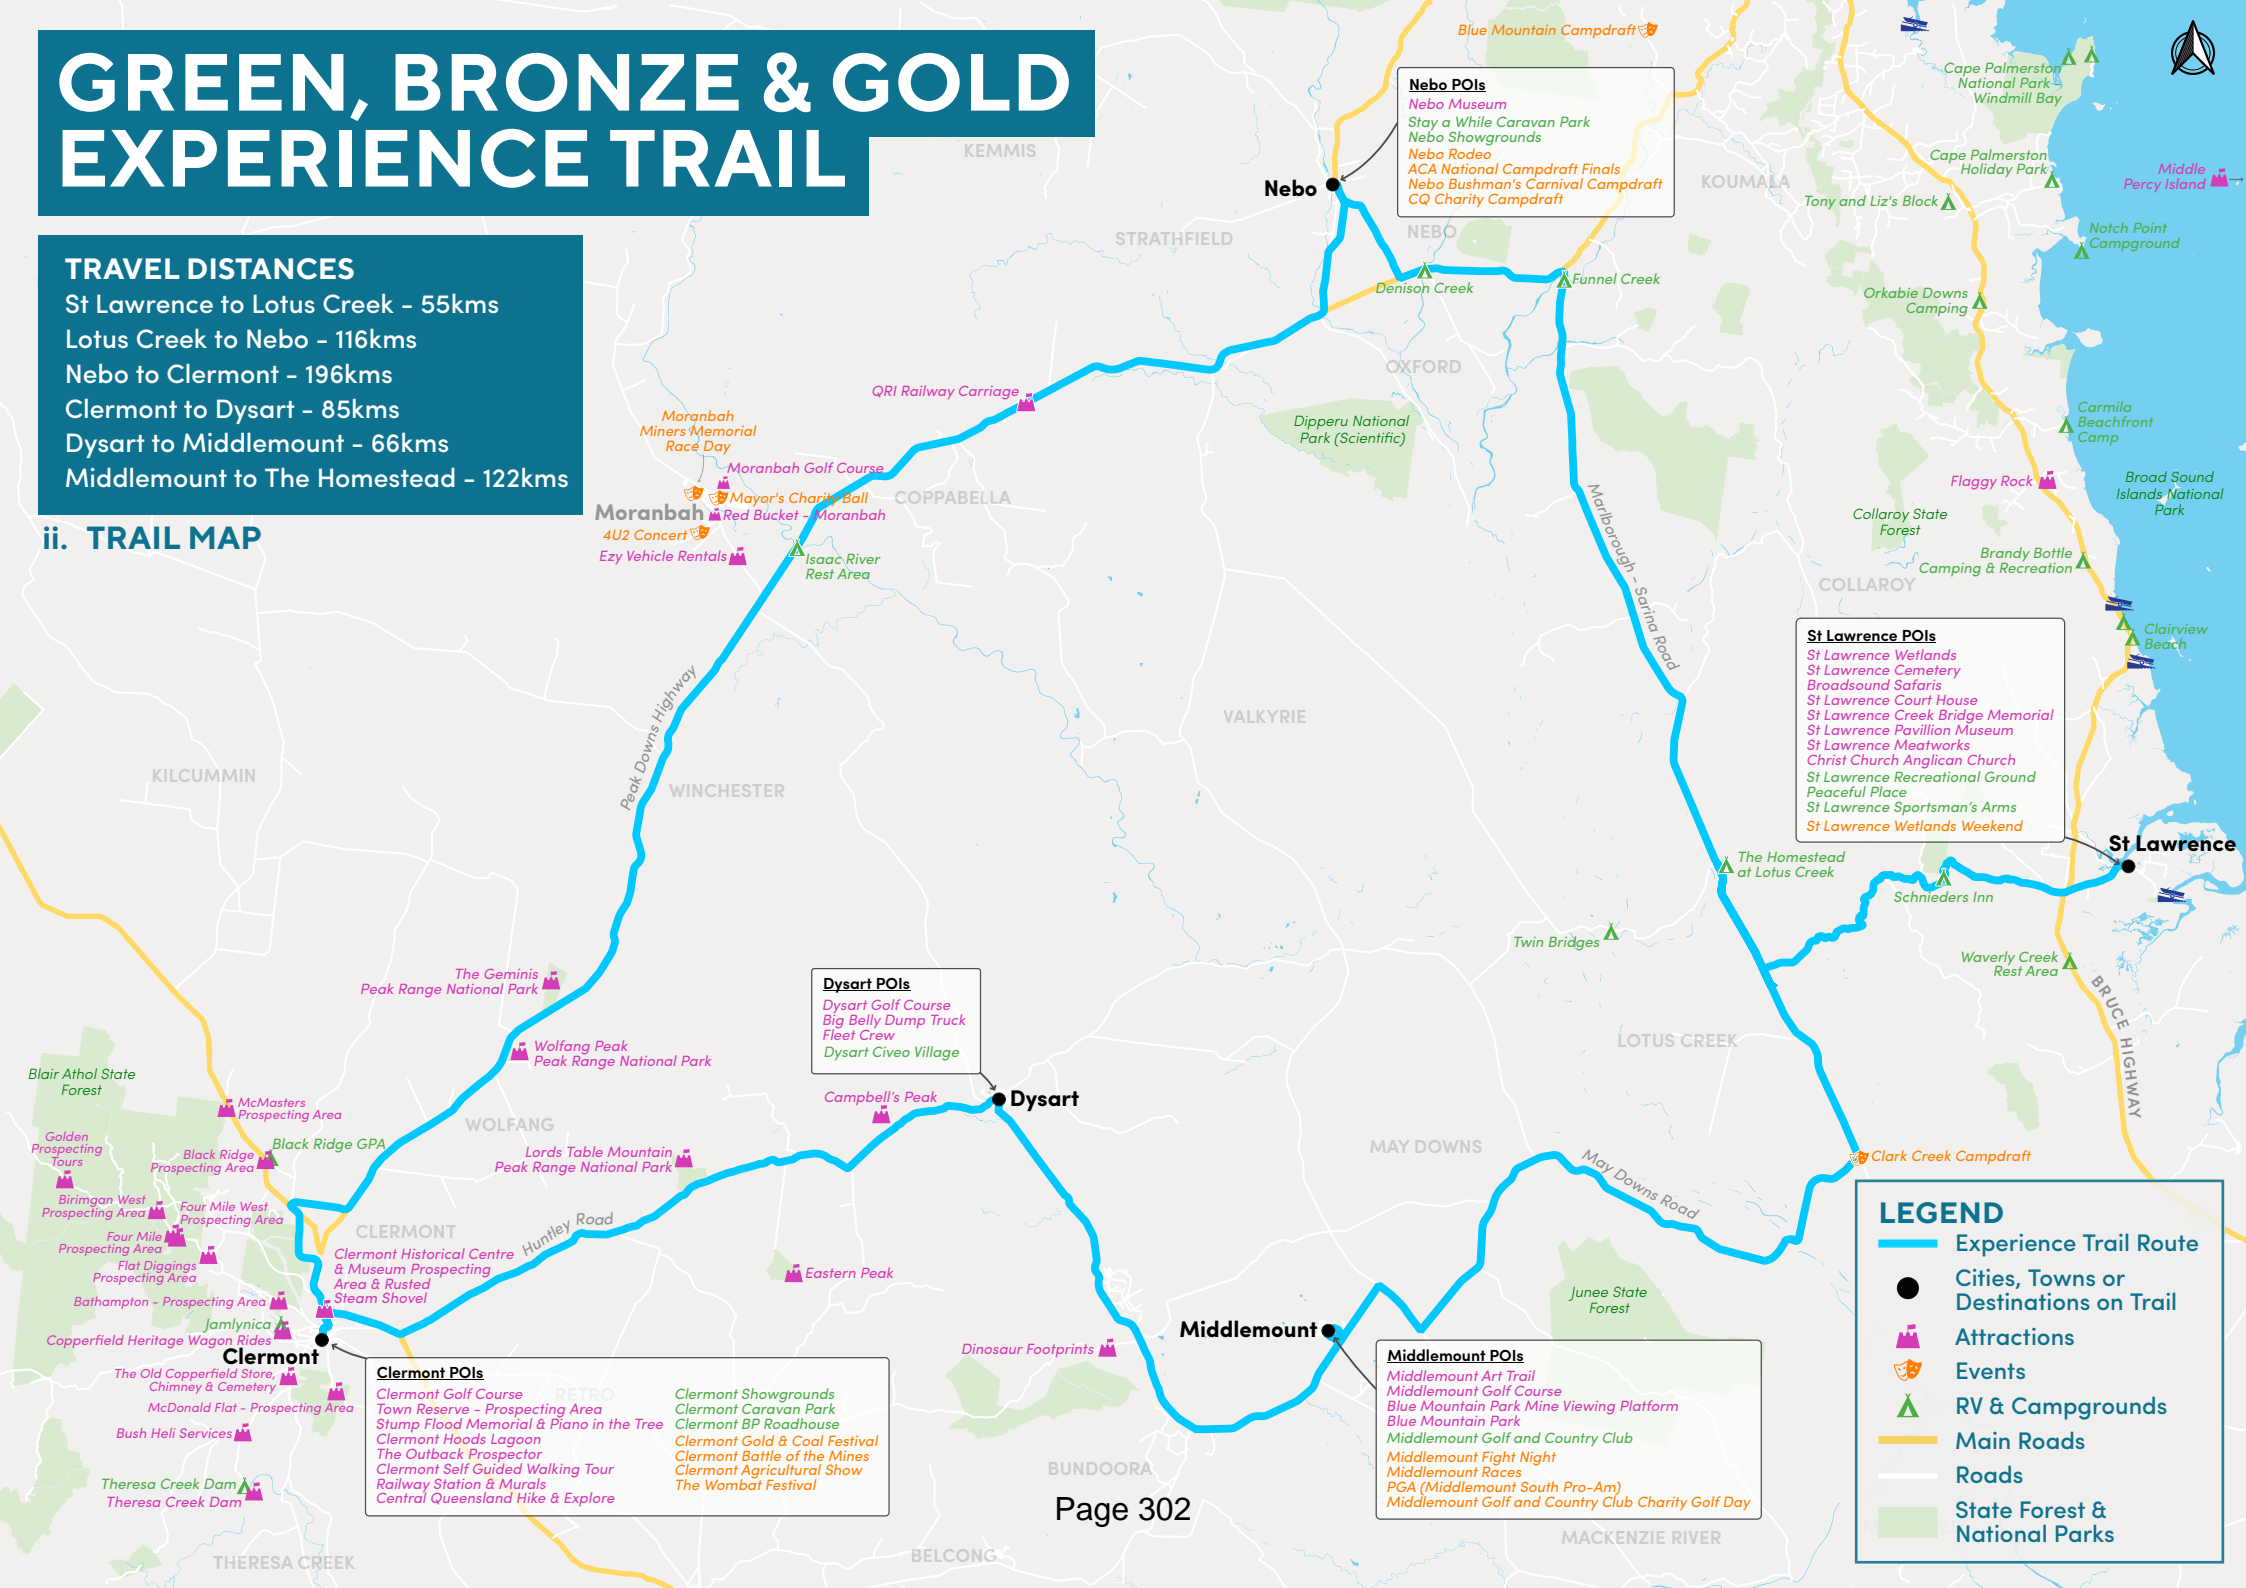 GREEN, BRONZE & GOLD
EXPERIENCE TRAIL
TRAVEL DISTANCES
St Lawrence to Lotus Creek - 55kms
Lotus Creek to Nebo - 116kms
Nebo to Clermont - 196kms
Clermont to Dysart - 85kms
Dysart to Middlemount - 66kms
Middlemount to The Homestead - 122kms
ii. TRAIL MAP
Blue Mountain Campdraft
Nebo POIs
Nebo Museum
Stay a While Caravan Park
Nebo Showgrounds
Nebo Rodeo
ACA National Campdraft Finals
Nebo Bushman's Carnival Campdraft
CQ Charity Campdraft
Nebo
KEMMIS
STRATHFIELD
NEBO
KOUMALA
Cape Palmerston
National Park -
Windmill Bay
Cape Palmerston
Holiday Park
Middle
Percy Island
Tony and Liz's Block
Notch Point
Campground
Denison Creek
Funnel Creek
Orkabie Downs
Camping
OXFORD
Dipperu National
Park (Scientific)
QRI Railway Carriage
Moranbah
Miners Memorial
Race Day
Moranbah Golf Course
Mayor's Charity Ball
Moranbah
Red Bucket - Moranbah
4U2 Concert
Ezy Vehicle Rentals
Isaac River
Rest Area
COPPABELLA
Carmila
Beachfront
Camp
Flaggy Rock
Broad Sound
Islands National
Park
Collaroy State
Forest
Brandy Bottle
Camping & Recreation
COLLAROY
Marlborough - Sarina Road
Clairview
Beach
St Lawrence POIs
St Lawrence Wetlands
St Lawrence Cemetery
Broadsound Safaris
St Lawrence Court House
St Lawrence Creek Bridge Memorial
St Lawrence Pavillion Museum
St Lawrence Meatworks
Christ Church Anglican Church
St Lawrence Recreational Ground
Peaceful Place
St Lawrence Sportsman's Arms
St Lawrence Wetlands Weekend
St Lawrence
Peak Downs Highway
VALKYRIE
KILCUMMIN
WINCHESTER
The Homestead
at Lotus Creek
Schnieders Inn
Twin Bridges
Waverly Creek
Rest Area
BRUCE HIGHWAY
LOTUS CREEK
The Geminis
Peak Range National Park
Wolfang Peak
Peak Range National Park
Dysart POIs
Dysart Golf Course
Big Belly Dump Truck
Fleet Crew
Dysart Civeo Village
Campbell's Peak
Dysart
Blair Athol State
Forest
McMasters
Prospecting Area
WOLFANG
Golden
Prospecting
Tours
Black Ridge GPA
Black Ridge
Prospecting Area
Lords Table Mountain
Peak Range National Park
MAY DOWNS
May Downs Road
Clark Creek Campdraft
Birimgan West
Prospecting Area
Four Mile West
Prospecting Area
Four Mile
Prospecting Area
Flat Diggings
Prospecting Area
CLERMONT
Huntley Road
Clermont Historical Centre
& Museum Prospecting
Area & Rusted
Steam Shovel
Bathampton - Prospecting Area
Jamlynica
Copperfield Heritage Wagon Rides
Clermont
The Old Copperfield Store,
Chimney & Cemetery
McDonald Flat - Prospecting Area
Bush Heli Services
Theresa Creek Dam
Theresa Creek Dam
THERESA CREEK
Eastern Peak
Dinosaur Footprints
Junee State
Forest
Middlemount
Clermont POIs
Clermont Golf Course
Town Reserve - Prospecting Area
Stump Flood Memorial & Piano in the Tree
Clermont Hoods Lagoon
The Outback Prospector
Clermont Self Guided Walking Tour
Railway Station & Murals
Central Queensland Hike & Explore
Clermont Showgrounds
Clermont Caravan Park
Clermont BP Roadhouse
Clermont Gold & Coal Festival
Clermont Battle of the Mines
Clermont Agricultural Show
The Wombat Festival
RETRO
Middlemount POIs
Middlemount Art Trail
Middlemount Golf Course
Blue Mountain Park Mine Viewing Platform
Blue Mountain Park
Middlemount Golf and Country Club
Middlemount Fight Night
Middlemount Races
PGA (Middlemount South Pro-Am)
Middlemount Golf and Country Club Charity Golf Day
BUNDOORA
Page 302
BELCONG
MACKENZIE RIVER
LEGEND
Experience Trail Route
Cities, Towns or
Destinations on Trail
Attractions
Events
RV & Campgrounds
Main Roads
Roads
State Forest &
National Parks